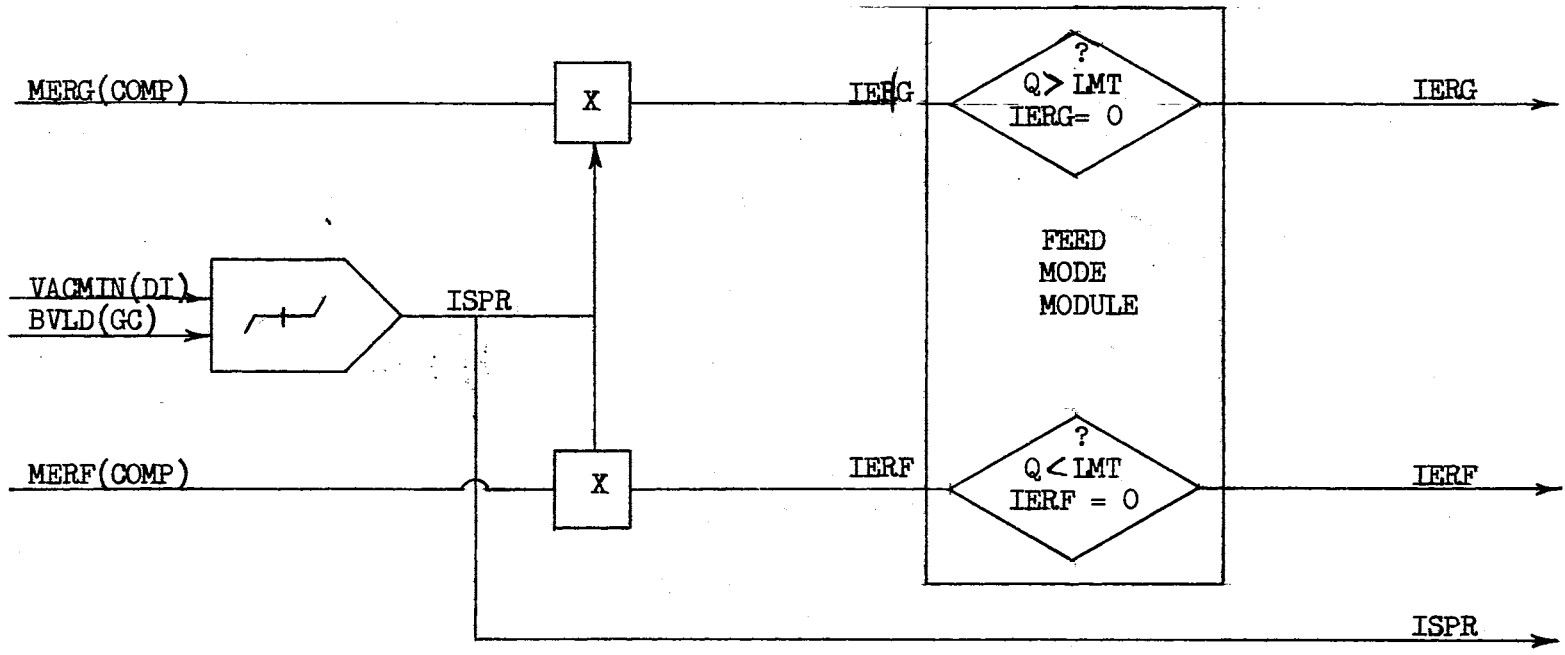 MERG(COMP)
X
IERG
?
Q > LMT
IERG= 0
IERG
FEED
MODE
MODULE
VACMIN(DI)
BVLD(GC)
ISPR
MERF(COMP)
X
IERF
?
Q < LMT
IERF = 0
IERF
ISPR